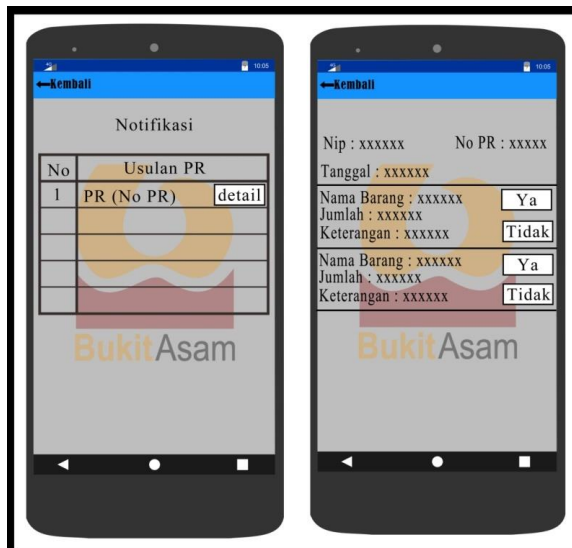 10:05
Kembali
Notifikasi
No Usulan PR
1 PR (No PR) detail
BukitAsam
10:05
Kembali
Nip : xxxxxx No PR : xxxxx
Tanggal : xxxxxx
Nama Barang : xxxxxx Ya
Jumlah : xxxxxx
Keterangan : xxxxxx Tidak
Nama Barang : xxxxxx Ya
Jumlah : xxxxxx
Keterangan : xxxxxx Tidak
BukitAsam